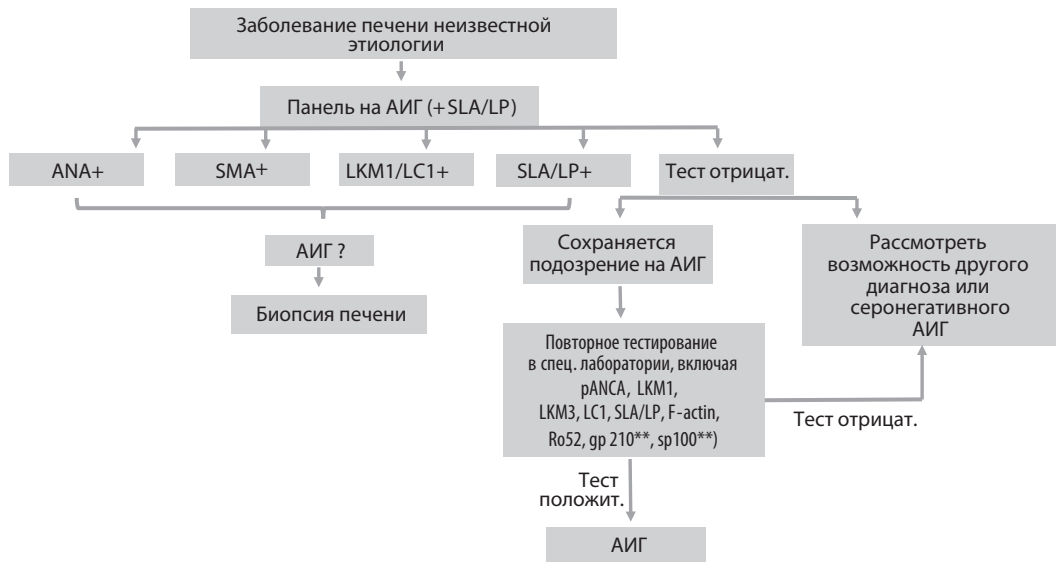 Заболевание печени неизвестной
этиологии
Панель на АИГ (+ SLA/LP)
ANA+
SMA+
LKM1/LC1+
SLA/LP+
Тест отрицат.
АИГ ?
Биопсия печени
Сохраняется
подозрение на АИГ
Рассмотреть
возможность другого
диагноза или
серонегативного
АИГ
Повторное тестирование
в спец. лаборатории, включая
pANCA, LKM1,
LKM3, LC1, SLA/LP, F-actin,
Ro52, gp 210**, sp100**)
Тест отрицат.
Тест
положит.
АИГ